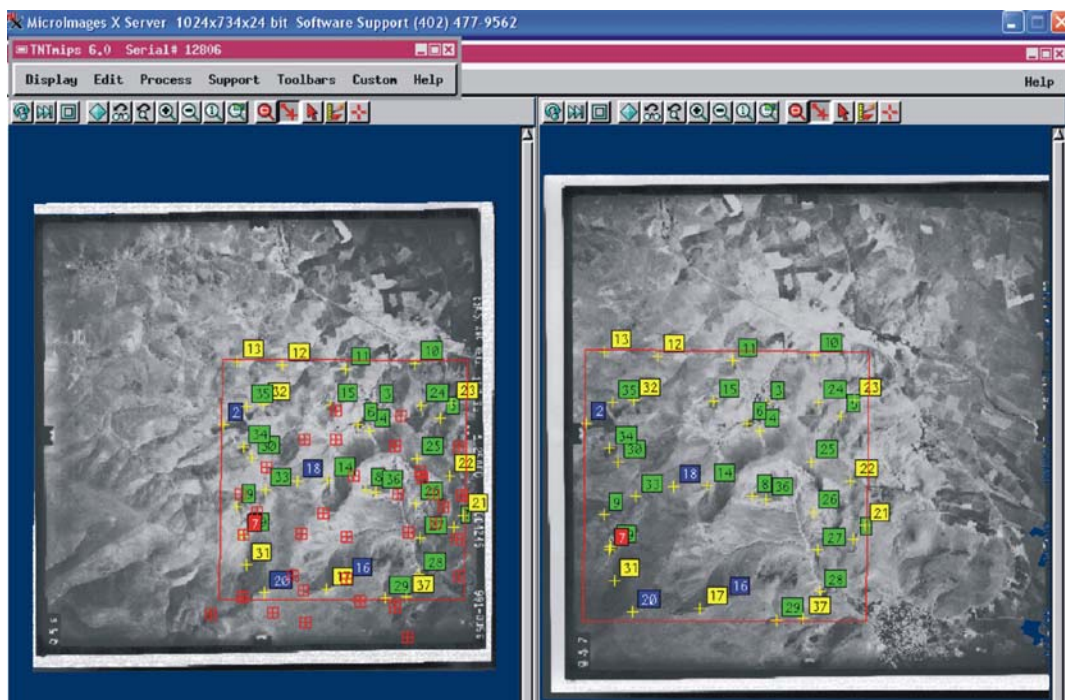 MicroImages X Server 1024x734x24 bit Software Support (402) 477-9562
TNTmips 6.0 Serial# 12806
Display Edit Process Support Toolbars Custom Help
Help
13 12 11 10
35 32 15 3 24 23
2 6 4
34 30 25
33 18 14 8 36 22
9 26 21
7 27
31 28
20 17 16 29 37
13 12 11 10
35 32 15 3 24 23
2 6 4
34 30 25
33 18 14 8 36 22
9 26 21
7 27
31 28
20 17 16 29 37